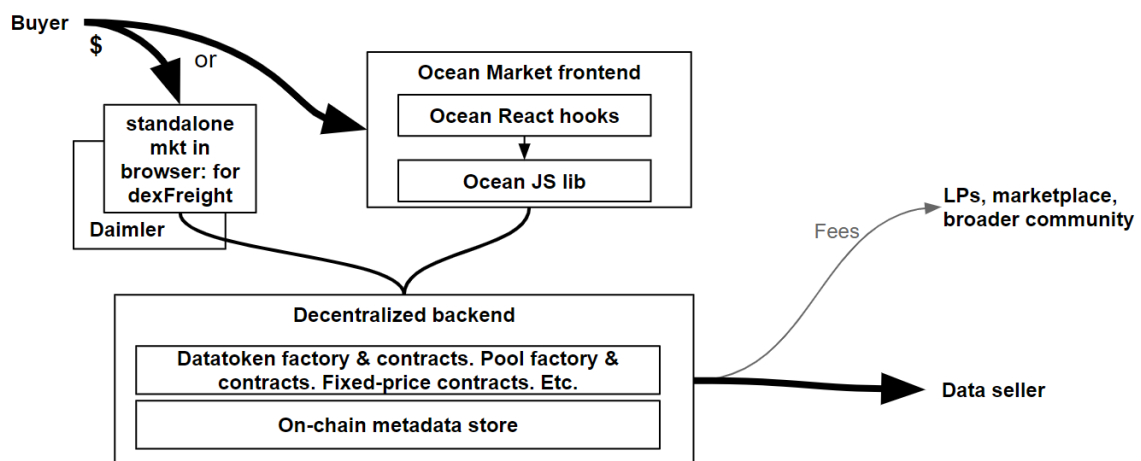 Buyer
$
or
Ocean Market frontend
Ocean React hooks
Ocean JS lib
standalone
mkt in
browser: for
dexFreight
Daimler
LPs, marketplace,
broader community
Fees
Decentralized backend
Datatoken factory & contracts. Pool factory &
contracts. Fixed-price contracts. Etc.
On-chain metadata store
Data seller